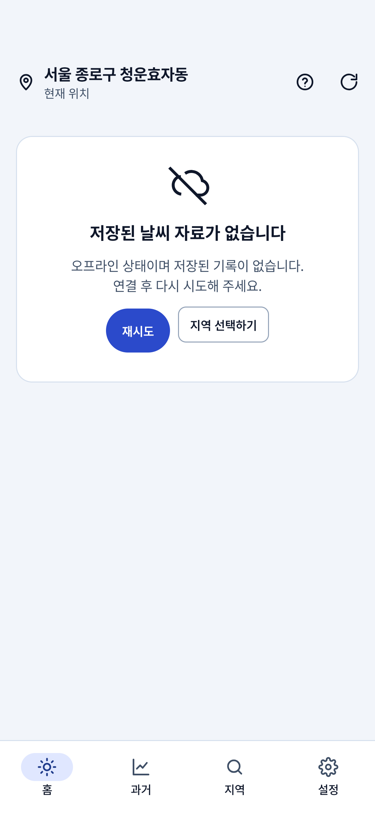 서울 종로구 청운효자동
현재 위치
저장된 날씨 자료가 없습니다
오프라인 상태이며 저장된 기록이 없습니다.
연결 후 다시 시도해 주세요.
재시도
지역 선택하기
홈
과거
지역
설정